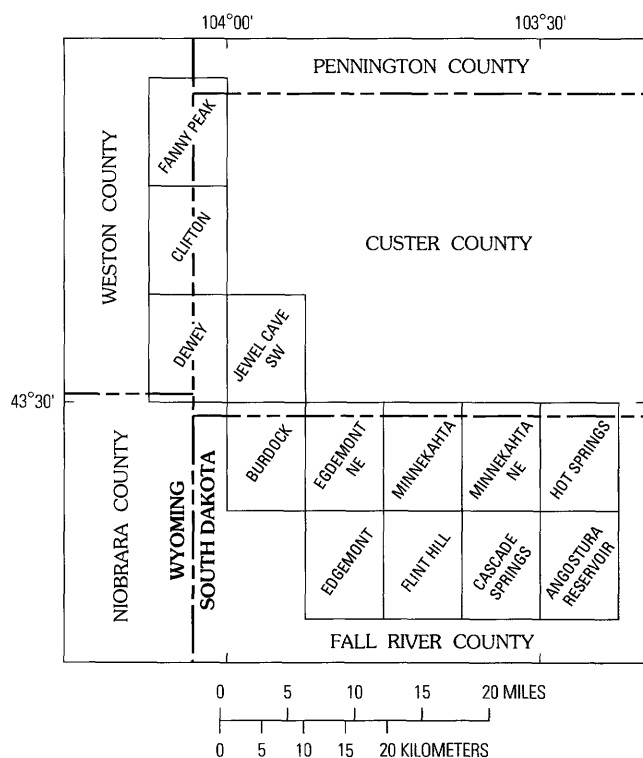 104°00'
103°30'
PENNINGTON COUNTY
FANNY PEAK
WESTON COUNTY
CLIFTON
CUSTER COUNTY
DEWEY
JEWEL CAVE
SW
43°30'
BURDOCK
EGDEMONT
NE
MINNEKAHTA
MINNEKAHTA
NE
HOT SPRINGS
NIOBRARA COUNTY
WYOMING
SOUTH DAKOTA
EDGEMONT
FLINT HILL
CASCADE
SPRINGS
ANGOSTURA
RESERVOIR
FALL RIVER COUNTY
0 5 10 15 20 MILES
0 5 10 15 20 KILOMETERS